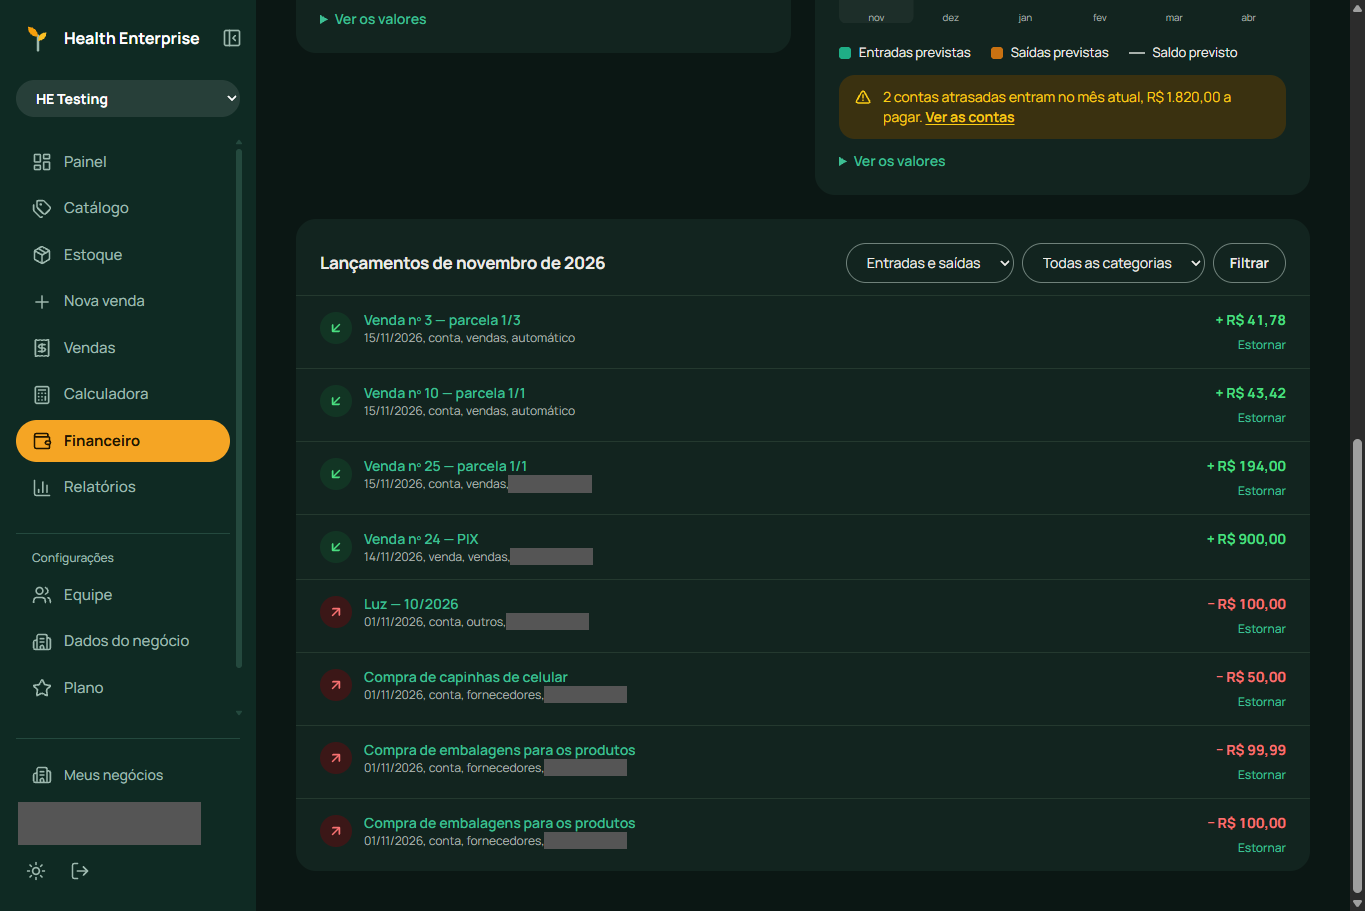 Health Enterprise
HE Testing
Painel
Catálogo
Estoque
Nova venda
Vendas
Calculadora
Financeiro
Relatórios
Configurações
Equipe
Dados do negócio
Plano
Meus negócios
Ver os valores
nov dez jan fev mar abr
Entradas previstas Saídas previstas Saldo previsto
2 contas atrasadas entram no mês atual, R$ 1.820,00 a
pagar. Ver as contas
Ver os valores
Lançamentos de novembro de 2026
Entradas e saídas Todas as categorias Filtrar
Venda nº 3 — parcela 1/3 + R$ 41,78
15/11/2026, conta, vendas, automático Estornar
Venda nº 10 — parcela 1/1 + R$ 43,42
15/11/2026, conta, vendas, automático Estornar
Venda nº 25 — parcela 1/1 + R$ 194,00
15/11/2026, conta, vendas, Estornar
Venda nº 24 — PIX + R$ 900,00
14/11/2026, venda, vendas,
Luz — 10/2026 − R$ 100,00
01/11/2026, conta, outros, Estornar
Compra de capinhas de celular − R$ 50,00
01/11/2026, conta, fornecedores, Estornar
Compra de embalagens para os produtos − R$ 99,99
01/11/2026, conta, fornecedores, Estornar
Compra de embalagens para os produtos − R$ 100,00
01/11/2026, conta, fornecedores, Estornar